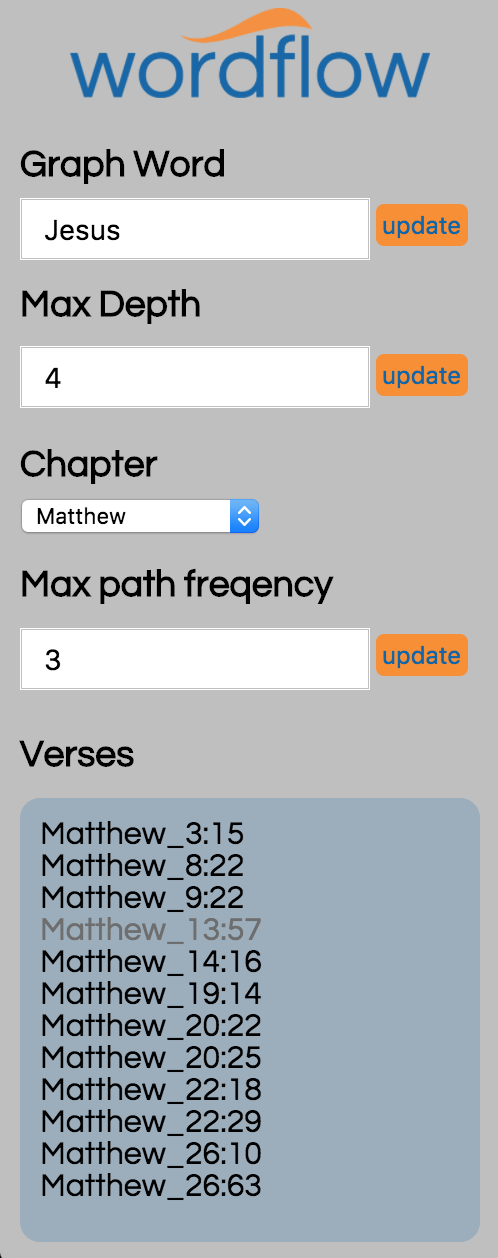 wordflow
Graph Word
Jesus
update
Max Depth
4
update
Chapter
Matthew
Max path freqency
3
update
Verses
Matthew_3:15
Matthew_8:22
Matthew_9:22
Matthew_13:57
Matthew_14:16
Matthew_19:14
Matthew_20:22
Matthew_20:25
Matthew_22:18
Matthew_22:29
Matthew_26:10
Matthew_26:63